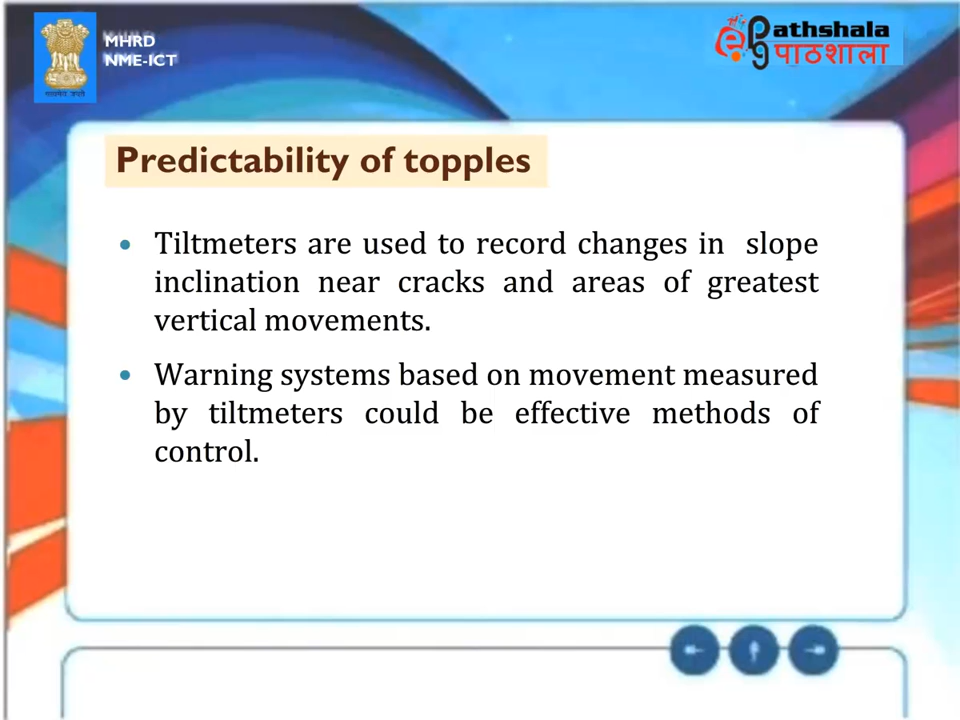 MHRD
NME-ICT
e pg athshala
पाठशाला
Predictability of topples
• Tiltmeters are used to record changes in slope
inclination near cracks and areas of greatest
vertical movements.
• Warning systems based on movement measured
by tiltmeters could be effective methods of
control.